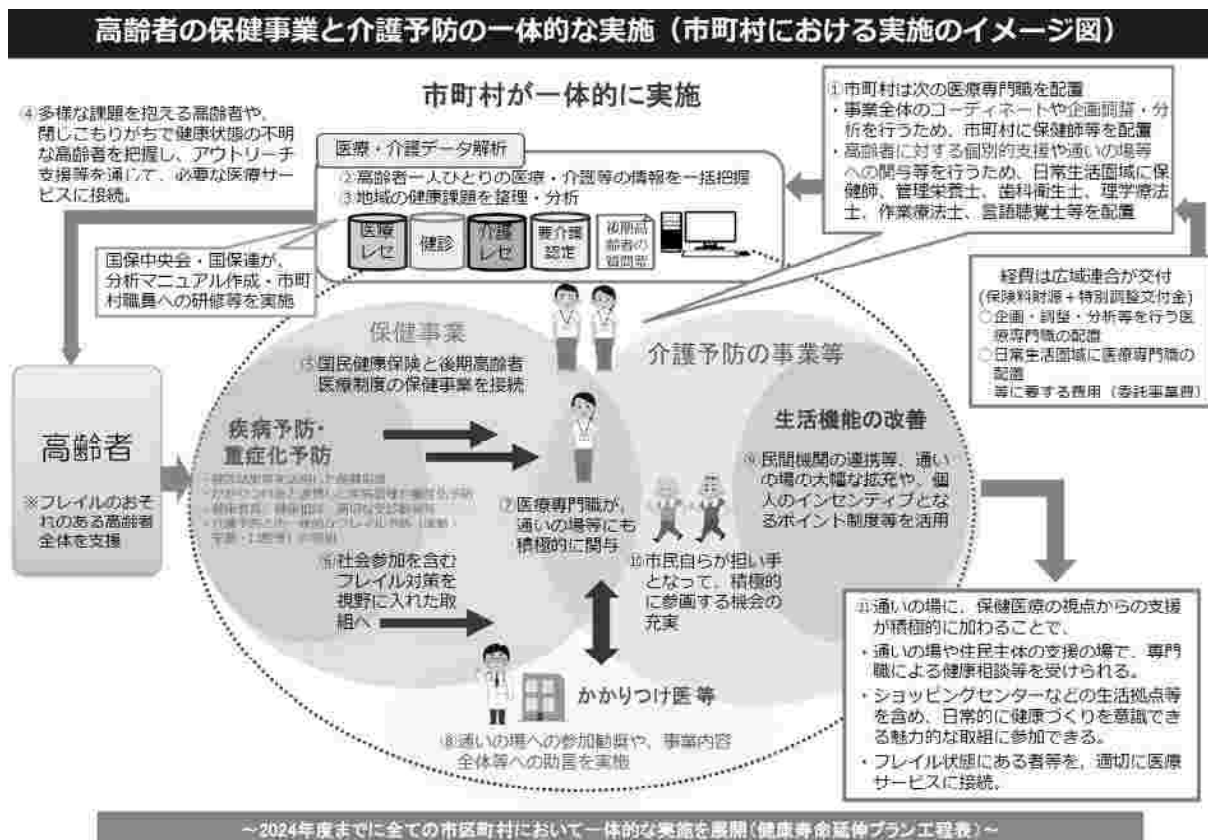 高齢者の保健事業と介護予防の一体的な実施（市町村における実施のイメージ図）
市町村が一体的に実施
④多様な課題を抱える高齢者や、
閉じこもりがちで健康状態の不明
な高齢者を把握し、アウトリーチ
支援等を通じて、必要な医療サー
ビスに接続。
医療・介護データ解析
②高齢者一人ひとりの医療・介護等の情報を一括把握
③地域の健康課題を整理・分析
医療
レセ
健診
介護
レセ
要介護
認定
後期高
齢者の
質問票
①市町村は次の医療専門職を配置
・事業全体のコーディネートや企画調整・分
析を行うため、市町村に保健師等を配置
・高齢者に対する個別的支援や通いの場等
への関与等を行うため、日常生活圏域に保
健師、管理栄養士、歯科衛生士、理学療法
士、作業療法士、言語聴覚士等を配置
国保中央会・国保連が、
分析マニュアル作成・市町
村職員への研修等を実施
経費は広域連合が交付
(保険料財源＋特別調整交付金)
○企画・調整・分析等を行う医
療専門職の配置
○日常生活圏域に医療専門職の
配置
等に要する費用（委託事業費）
保健事業
⑤国民健康保険と後期高齢者
医療制度の保健事業を接続
介護予防の事業等
高齢者
※フレイルのおそ
れのある高齢者
全体を支援
疾病予防・
重症化予防
生活機能の改善
⑨民間機関の連携等、通い
の場の大幅な拡充や、個
人のインセンティブとな
るポイント制度等を活用
⑦医療専門職が、
通いの場等にも
積極的に関与
⑥社会参加を含む
フレイル対策を
視野に入れた取
組へ
⑩市民自らが担い手
となって、積極的
に参画する機会の
充実
かかりつけ医 等
⑧通いの場への参加勧奨や、事業内容
全体等への助言を実施
⑪通いの場に、保健医療の視点からの支援
が積極的に加わることで、
・通いの場や住民主体の支援の場で、専門
職による健康相談等を受けられる。
・ショッピングセンターなどの生活拠点等
を含め、日常的に健康づくりを意識でき
る魅力的な取組に参加できる。
・フレイル状態にある者等を、適切に医療
サービスに接続。
～2024年度までに全ての市区町村において一体的な実施を展開(健康寿命延伸プラン工程表)～